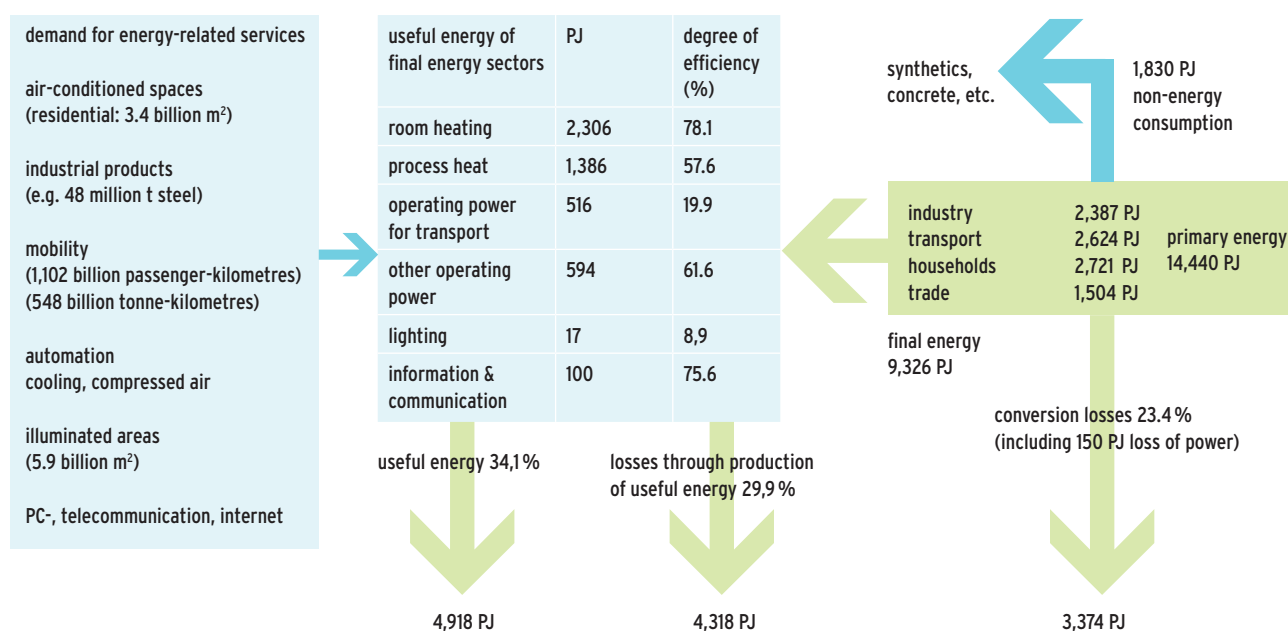 demand for energy-related services
air-conditioned spaces
(residential: 3.4 billion m²)
industrial products
(e.g. 48 million t steel)
mobility
(1,102 billion passenger-kilometres)
(548 billion tonne-kilometres)
automation
cooling, compressed air
illuminated areas
(5.9 billion m²)
PC-, telecommunication, internet
useful energy of
final energy sectors
PJ
degree of
efficiency
(%)
room heating 2,306 78.1
process heat 1,386 57.6
operating power 516 19.9
for transport
other operating 594 61.6
power
lighting 17 8,9
information & 100 75.6
communication
useful energy 34,1 %
losses through production
of useful energy 29,9 %
4,918 PJ
4,318 PJ
synthetics,
concrete, etc.
1,830 PJ
non-energy
consumption
industry 2,387 PJ
transport 2,624 PJ
households 2,721 PJ
trade 1,504 PJ
primary energy
14,440 PJ
final energy
9,326 PJ
conversion losses 23.4 %
(including 150 PJ loss of power)
3,374 PJ